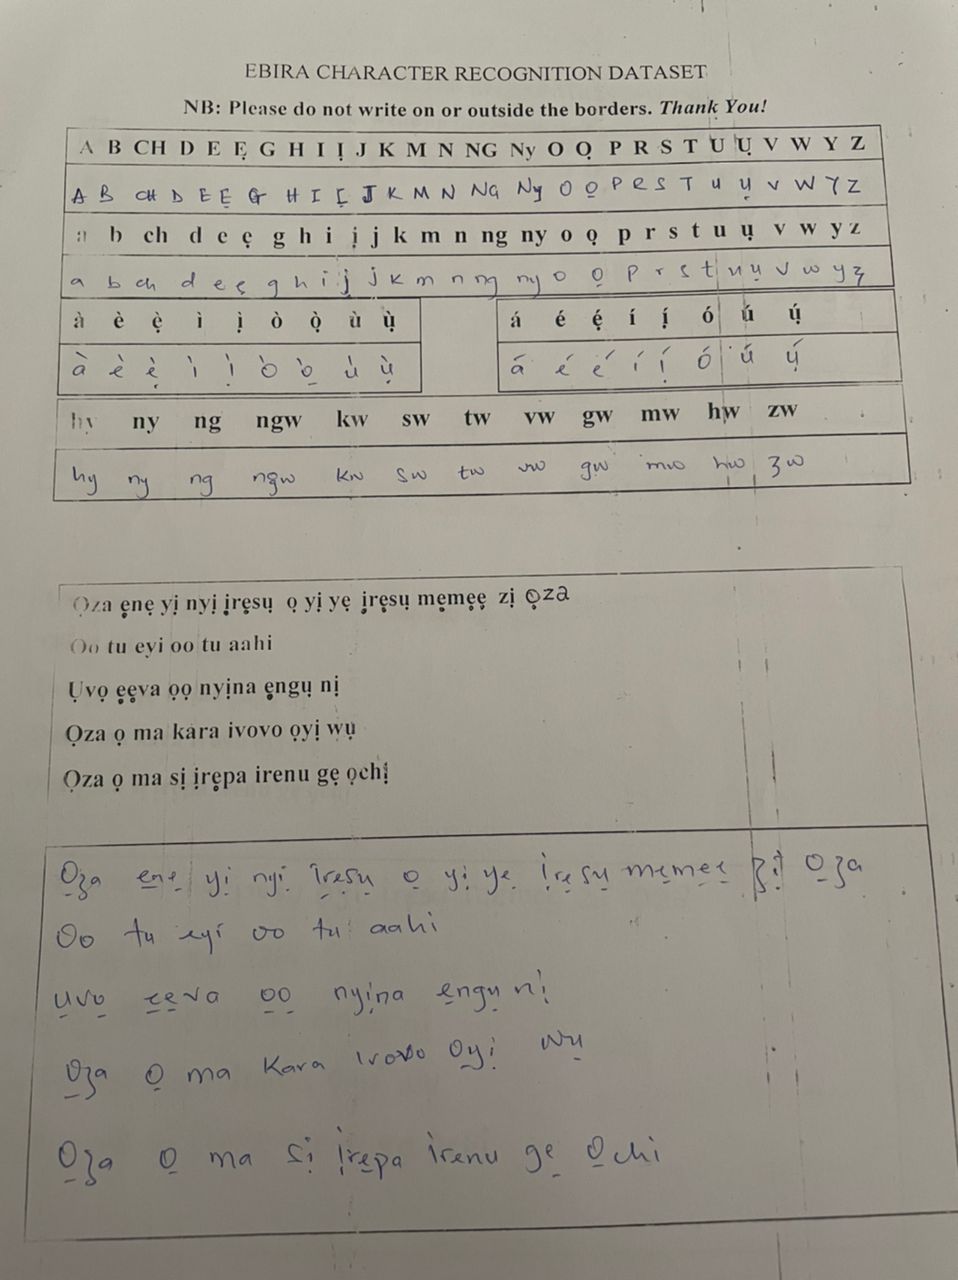 EBIRA CHARACTER RECOGNITION DATASET
NB: Please do not write on or outside the borders. Thank You!
A B CH D E Ẹ G H I Ị J K M N NG Ny O Ọ P R S T U Ụ V W Y Z
A B CH D E Ẹ G H I Ị J K M N NG Ny O Ọ P R S T u ụ v W Y Z
a b ch d e ẹ g h i ị j k m n ng ny o ọ p r s t u ụ v w y z
a b ch d e ẹ g h i ị j k m n ng ny o ọ p r s t u ụ v w y z
à è ẹ̀ ì ị̀ ò ọ̀ ù ụ̀ á é ẹ́ í ị́ ó ú ụ́
à è ẹ̀ ì ị̀ ò ọ̀ ù ụ̀ á é é í ị́ ó ú ụ́
hy ny ng ngw kw sw tw vw gw mw hw zw
hy ny ng ngw kw sw tw vw gw mw hw zw
Ọza ẹnẹ yị nyị ịrẹsụ ọ yị yẹ ịrẹsụ mẹmẹẹ zị ọza
Oo tu eyi oo tu aahi
Ụvọ ẹẹva ọọ nyịna ẹngụ nị
Ọza ọ ma kara ivovo ọyị wụ
Ọza ọ ma sị ịrẹpa irenu gẹ ọchị
Ọza ẹnẹ yị nyị ịrẹsụ ọ yị yẹ ịrẹsụ mẹmẹẹ zị ọza
Oo tu eyi oo tu aahi
ụvọ ẹẹva ọọ nyịna ẹngụ nị
Ọza ọ ma Kara ivovo ọyị wụ
Ọza ọ ma sị ịrẹpa irenu gẹ ọchi